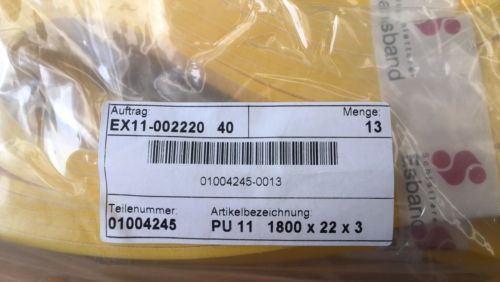 Auftrag: Menge:
EX11-002220 40 13
01004245-0013
Teilenummer: Artikelbezeichnung:
01004245 PU 11 1800 x 22 x 3